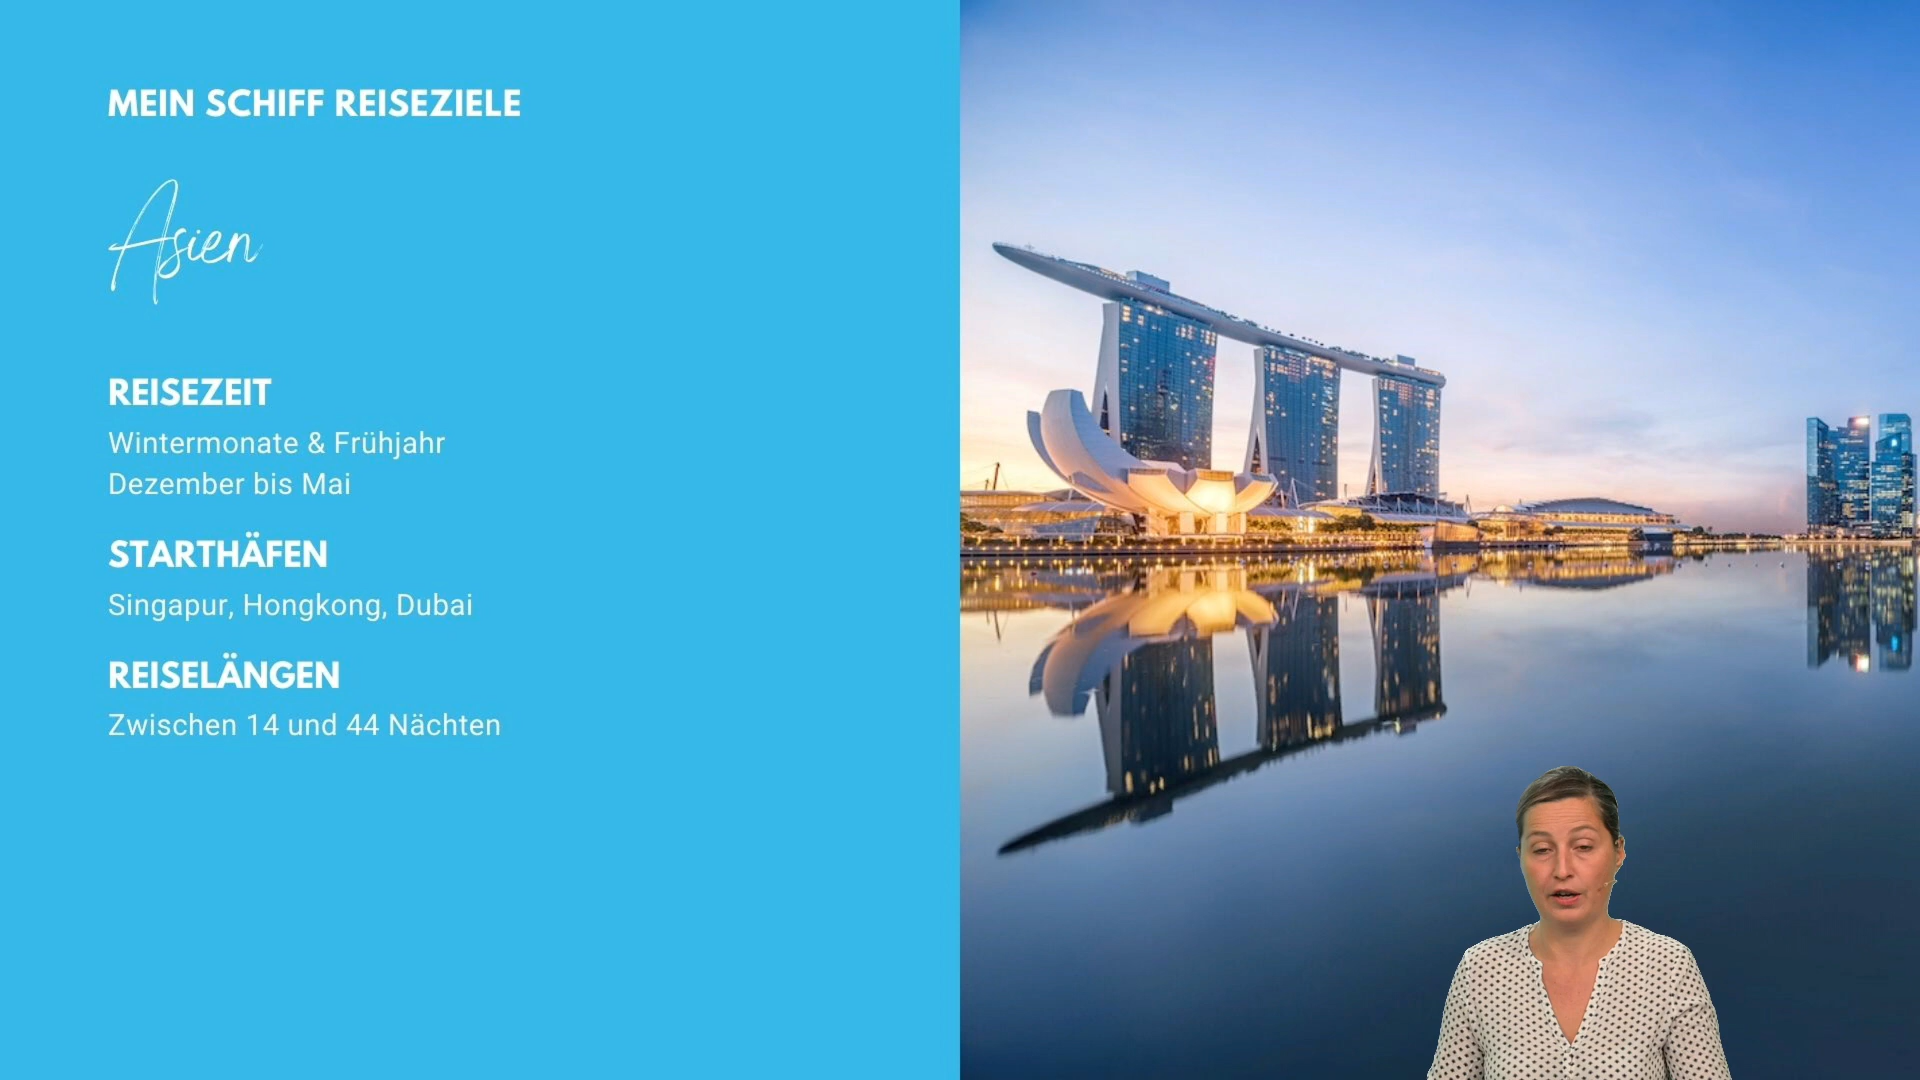 MEIN SCHIFF REISEZIELE
Asien
REISEZEIT
Wintermonate & Frühjahr
Dezember bis Mai
STARTHÄFEN
Singapur, Hongkong, Dubai
REISELÄNGEN
Zwischen 14 und 44 Nächten